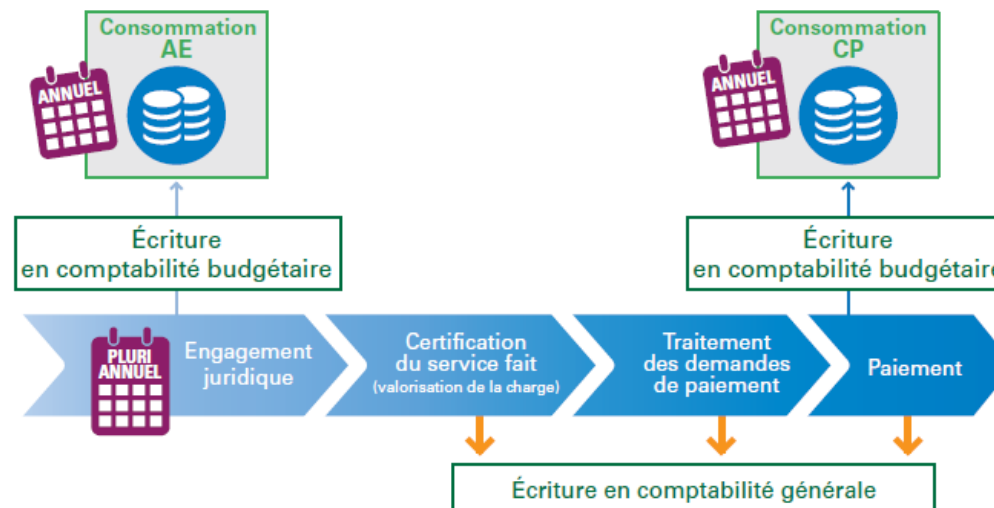 Consommation
AE
ANNUEL
Consommation
CP
ANNUEL
Écriture
en comptabilité budgétaire
Écriture
en comptabilité budgétaire
PLURI
ANNUEL
Engagement
juridique
Certification
du service fait
(valorisation de la charge)
Traitement
des demandes
de paiement
Paiement
Écriture en comptabilité générale